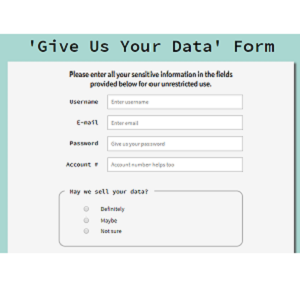 'Give Us Your Data' Form
Please enter all your sensitive information in the fields
provided below for our unrestricted use.
Username
Enter username
E-mail
Enter email
Password
Give us your password
Account #
Account number helps too
May we sell your data?
Definitely
Maybe
Not sure